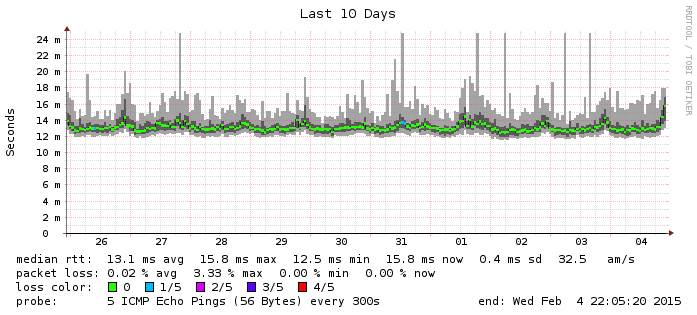 Last 10 Days
RRDTOOL / TOBI OETIKER
Seconds
24 m
22 m
20 m
18 m
16 m
14 m
12 m
10 m
8 m
6 m
4 m
2 m
0
26 27 28 29 30 31 01 02 03 04
median rtt: 13.1 ms avg 15.8 ms max 12.5 ms min 15.8 ms now 0.4 ms sd 32.5 am/s
packet loss: 0.02 % avg 3.33 % max 0.00 % min 0.00 % now
loss color: 0 1/5 2/5 3/5 4/5
probe: 5 ICMP Echo Pings (56 Bytes) every 300s end: Wed Feb 4 22:05:20 2015